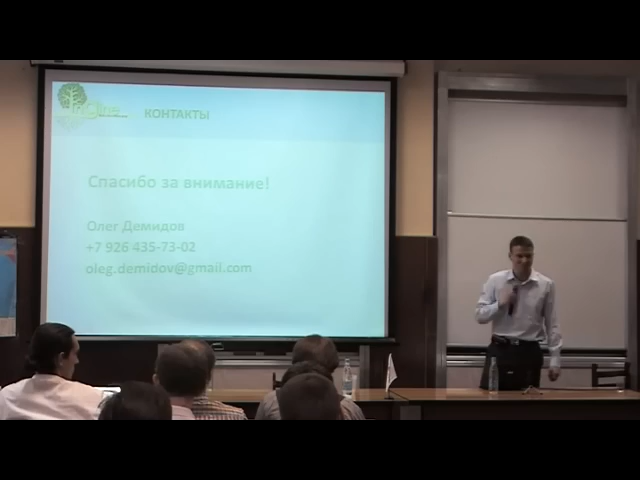 КОНТАКТЫ
Спасибо за внимание!
Олег Демидов
+7 926 435-73-02
oleg.demidov@gmail.com